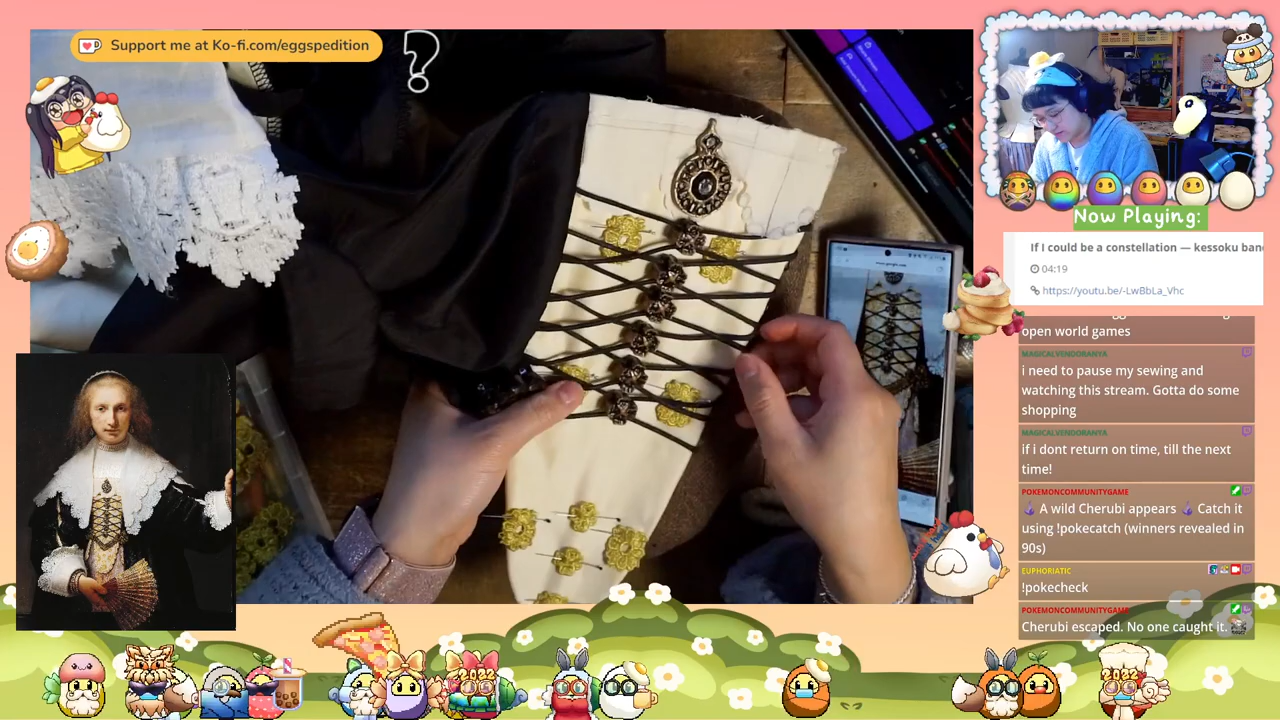 Support me at Ko-fi.com/eggspedition
?
Now Playing:
If I could be a constellation — kessoku ban
04:19
https://youtu.be/-LwBbLa_Vhc
open world games
MAGICALVENDORANYA
i need to pause my sewing and
watching this stream. Gotta do some
shopping
MAGICALVENDORANYA
if i dont return on time, till the next
time!
POKEMONCOMMUNITYGAME
A wild Cherubi appears Catch it
using !pokecatch (winners revealed in
90s)
EUPHORIATIC
!pokecheck
POKEMONCOMMUNITYGAME
Cherubi escaped. No one caught it.
2022
2022